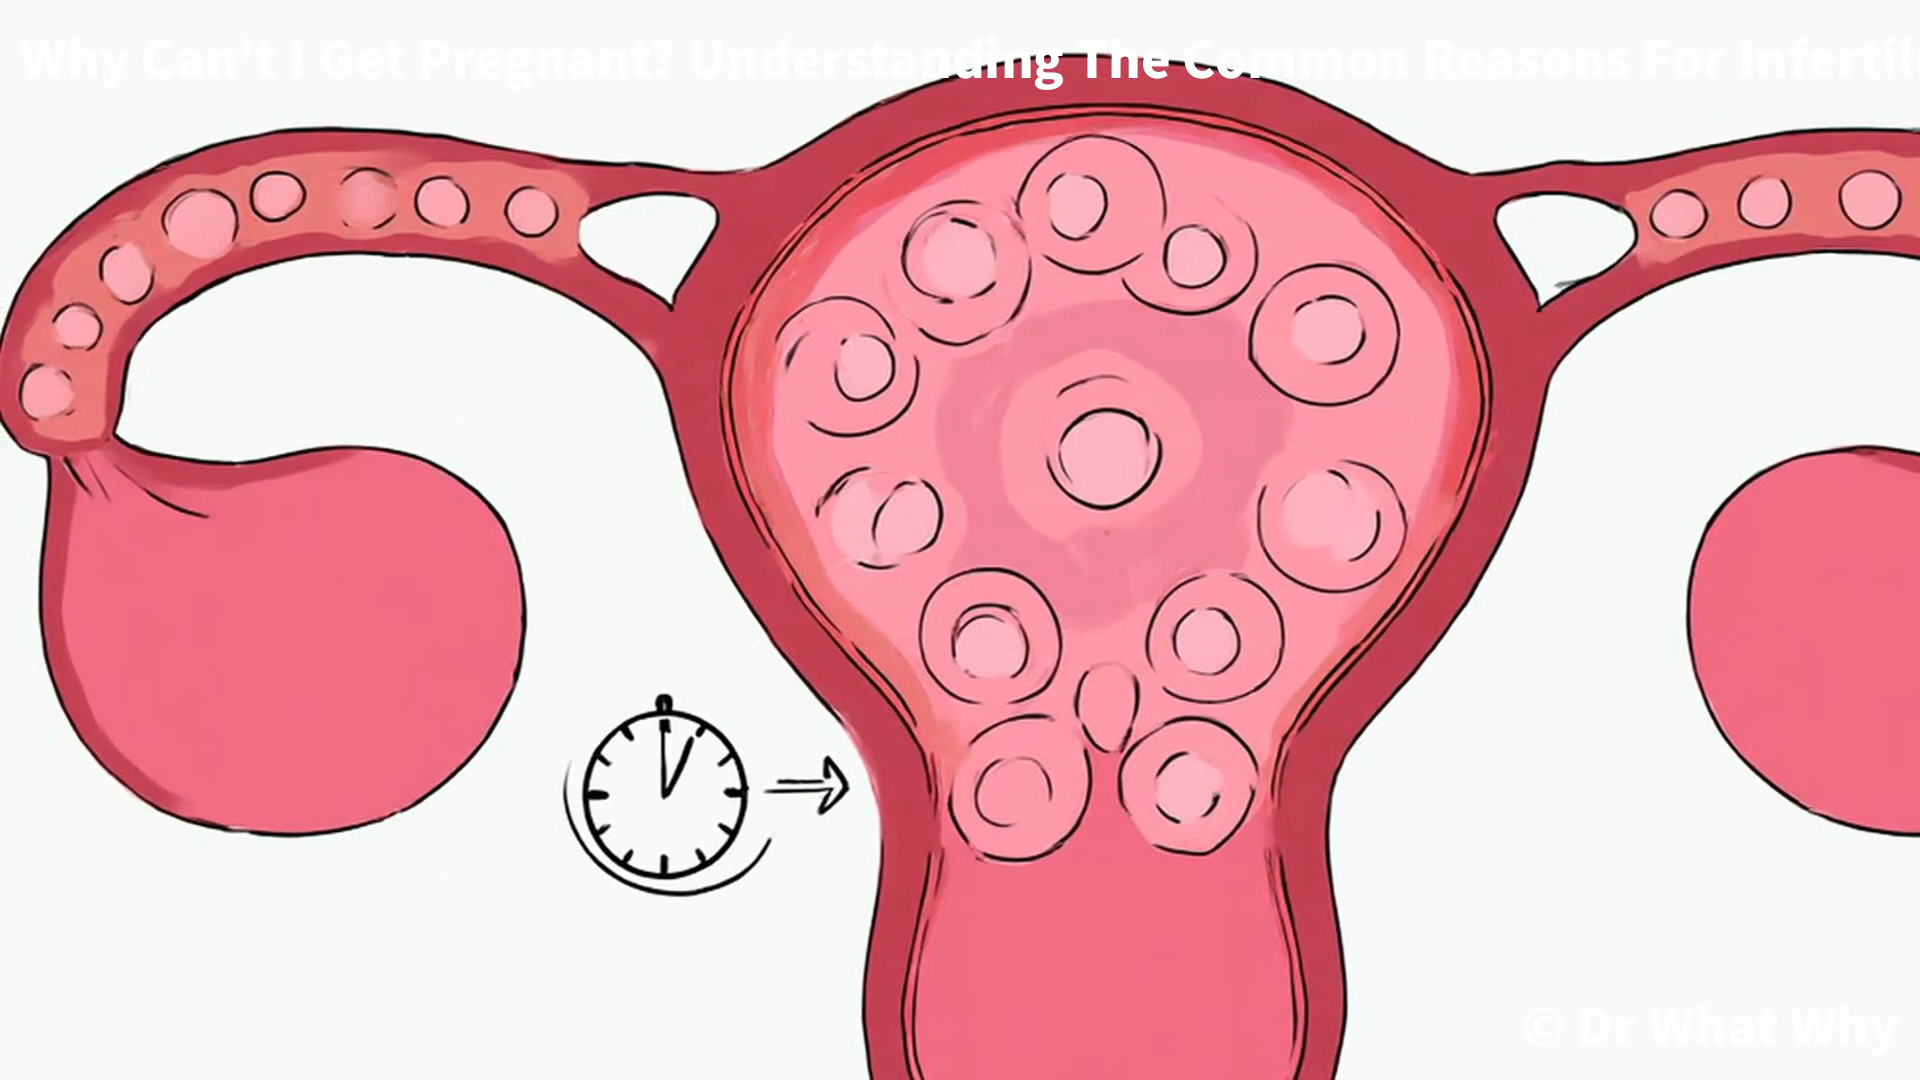 Why Can't I Get Pregnant? Understanding The Common Reasons For Infertil
© Dr What Why